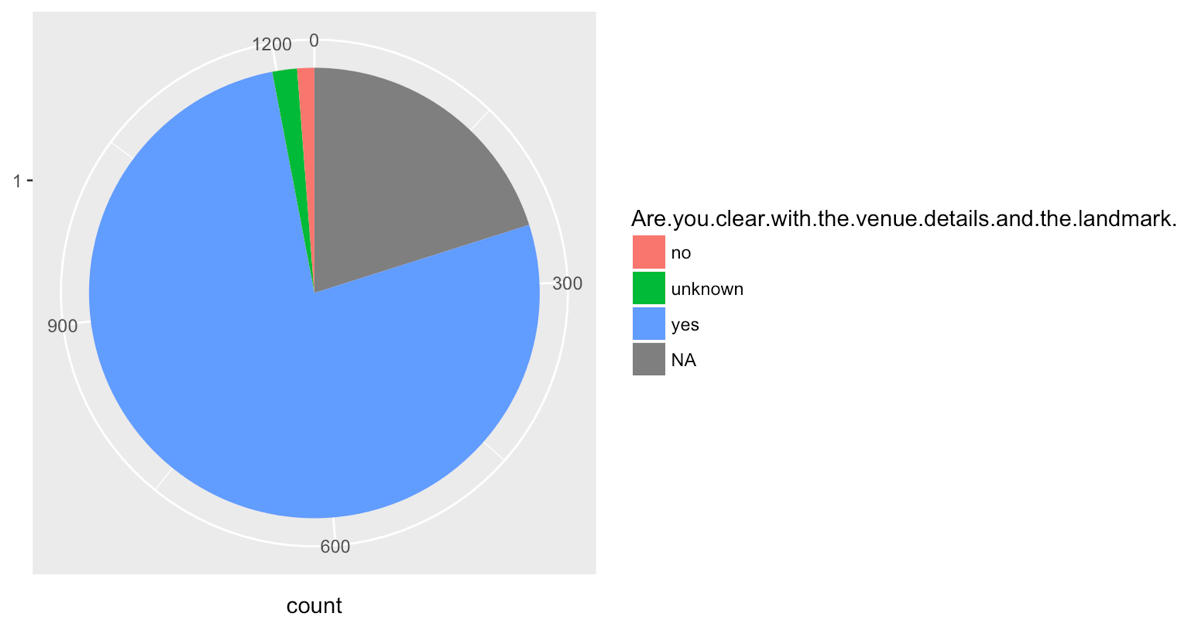 1200
0
1
300
900
600
count
Are.you.clear.with.the.venue.details.and.the.landmark.
no
unknown
yes
NA